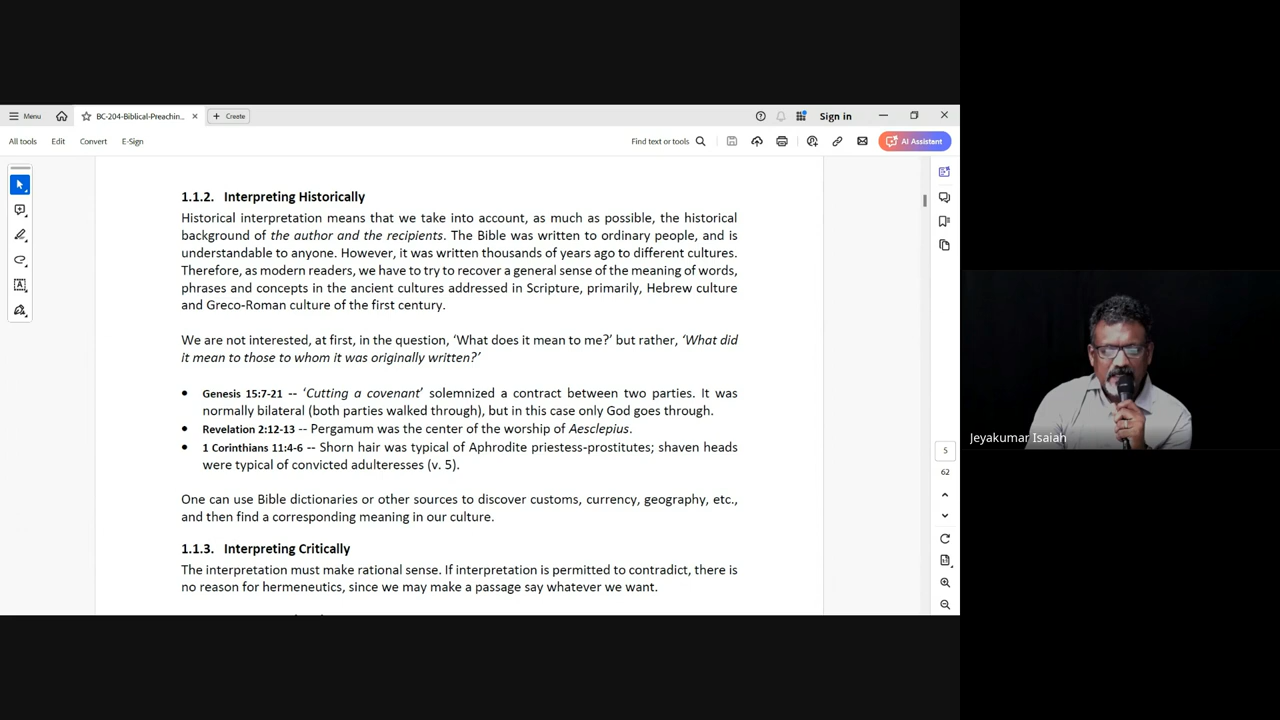 Menu
BC-204-Biblical-Preachin...
Create
Sign in
All tools
Edit
Convert
E-Sign
Find text or tools
AI Assistant
1.1.2. Interpreting Historically
Historical interpretation means that we take into account, as much as possible, the historical
background of the author and the recipients. The Bible was written to ordinary people, and is
understandable to anyone. However, it was written thousands of years ago to different cultures.
Therefore, as modern readers, we have to try to recover a general sense of the meaning of words,
phrases and concepts in the ancient cultures addressed in Scripture, primarily, Hebrew culture
and Greco-Roman culture of the first century.
We are not interested, at first, in the question, ‘What does it mean to me?’ but rather, ‘What did
it mean to those to whom it was originally written?’
• Genesis 15:7-21 -- ‘Cutting a covenant’ solemnized a contract between two parties. It was
normally bilateral (both parties walked through), but in this case only God goes through.
• Revelation 2:12-13 -- Pergamum was the center of the worship of Aesclepius.
• 1 Corinthians 11:4-6 -- Shorn hair was typical of Aphrodite priestess-prostitutes; shaven heads
were typical of convicted adulteresses (v. 5).
One can use Bible dictionaries or other sources to discover customs, currency, geography, etc.,
and then find a corresponding meaning in our culture.
1.1.3. Interpreting Critically
The interpretation must make rational sense. If interpretation is permitted to contradict, there is
no reason for hermeneutics, since we may make a passage say whatever we want.
5
62
Jeyakumar Isaiah